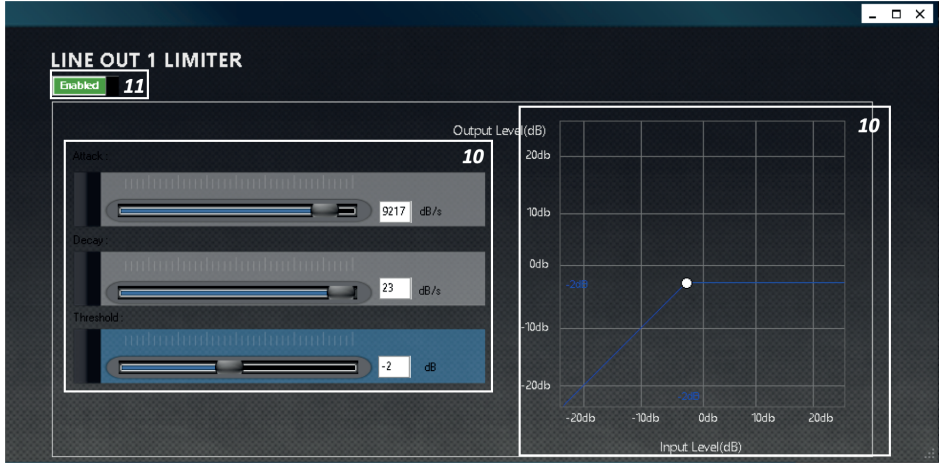 LINE OUT 1 LIMITER
Enabled
11
10
Attack :
9217 dB/s
Decay :
23 dB/s
Threshold :
-2 dB
10
Output Level(dB)
20db
10db
0db
-2dB
-10db
-20db
-2dB
-20db -10db 0db 10db 20db
Input Level(dB)